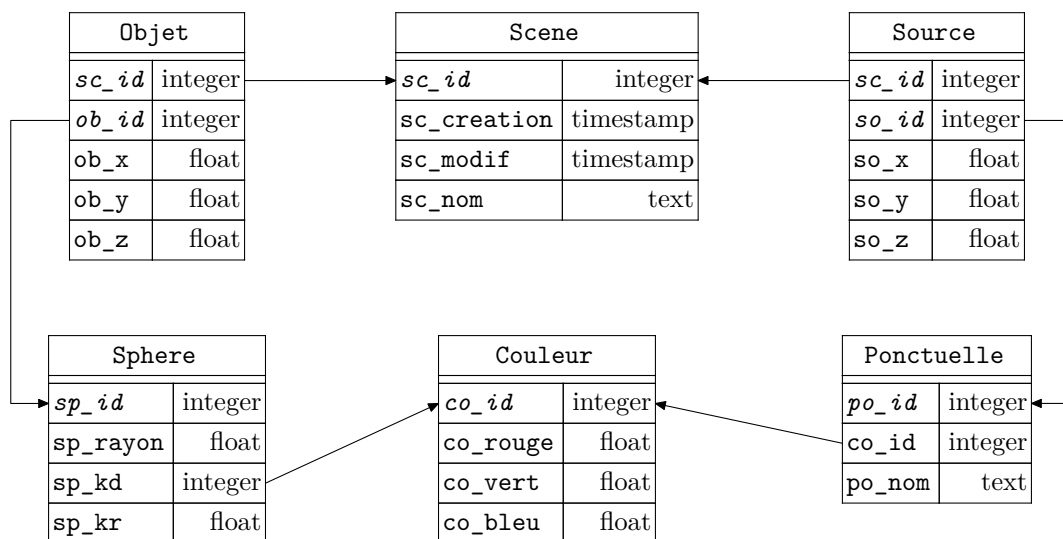 Objet
sc_id integer
ob_id integer
ob_x float
ob_y float
ob_z float
Scene
sc_id integer
sc_creation timestamp
sc_modif timestamp
sc_nom text
Source
sc_id integer
so_id integer
so_x float
so_y float
so_z float
Sphere
sp_id integer
sp_rayon float
sp_kd integer
sp_kr float
Couleur
co_id integer
co_rouge float
co_vert float
co_bleu float
Ponctuelle
po_id integer
co_id integer
po_nom text